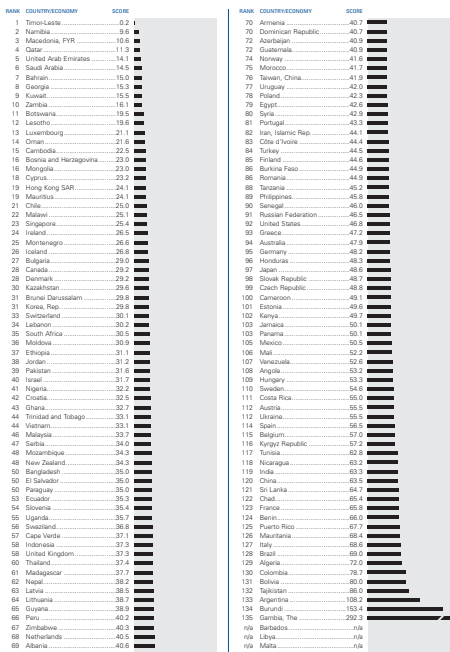 RANK COUNTRY/ECONOMY SCORE
1 Timor-Leste 0.2
2 Namibia 9.6
3 Macedonia, FYR 10.6
4 Qatar 11.3
5 United Arab Emirates 14.1
6 Saudi Arabia 14.5
7 Bahrain 15.0
8 Georgia 15.3
9 Kuwait 15.5
10 Zambia 16.1
11 Botswana 19.5
12 Lesotho 19.6
13 Luxembourg 21.1
14 Oman 21.6
15 Cambodia 22.5
16 Bosnia and Herzegovina 23.0
16 Mongolia 23.0
18 Cyprus 23.2
19 Hong Kong SAR 24.1
19 Mauritius 24.1
21 Chile 25.0
22 Malawi 25.1
23 Singapore 25.4
24 Ireland 26.5
25 Montenegro 26.6
26 Iceland 26.8
27 Bulgaria 29.0
28 Canada 29.2
28 Denmark 29.2
30 Kazakhstan 29.6
31 Brunei Darussalam 29.8
31 Korea, Rep. 29.8
33 Switzerland 30.1
34 Lebanon 30.2
35 South Africa 30.5
36 Moldova 30.9
37 Ethiopia 31.1
38 Jordan 31.2
39 Pakistan 31.6
40 Israel 31.7
41 Nigeria 32.2
42 Croatia 32.5
43 Ghana 32.7
44 Trinidad and Tobago 33.1
44 Vietnam 33.1
46 Malaysia 33.7
47 Serbia 34.0
48 Mozambique 34.3
48 New Zealand 34.3
50 Bangladesh 35.0
50 El Salvador 35.0
50 Paraguay 35.0
53 Ecuador 35.3
54 Slovenia 35.4
55 Uganda 35.7
56 Swaziland 36.8
57 Cape Verde 37.1
58 Indonesia 37.3
58 United Kingdom 37.3
60 Thailand 37.4
61 Madagascar 37.7
62 Nepal 38.2
63 Latvia 38.5
64 Lithuania 38.7
65 Guyana 38.9
66 Peru 40.2
67 Zimbabwe 40.3
68 Netherlands 40.5
69 Albania 40.6
RANK COUNTRY/ECONOMY SCORE
70 Armenia 40.7
70 Dominican Republic 40.7
72 Azerbaijan 40.9
72 Guatemala 40.9
74 Norway 41.6
75 Morocco 41.7
76 Taiwan, China 41.9
77 Uruguay 42.0
78 Poland 42.3
79 Egypt 42.6
80 Syria 42.9
81 Portugal 43.3
82 Iran, Islamic Rep. 44.1
83 Côte d'Ivoire 44.4
84 Turkey 44.5
85 Finland 44.6
86 Burkina Faso 44.9
86 Romania 44.9
88 Tanzania 45.2
89 Philippines 45.8
90 Senegal 46.0
91 Russian Federation 46.5
92 United States 46.8
93 Greece 47.2
94 Australia 47.9
95 Germany 48.2
96 Honduras 48.3
97 Japan 48.6
98 Slovak Republic 48.7
99 Czech Republic 48.8
100 Cameroon 49.1
101 Estonia 49.6
102 Kenya 49.7
103 Jamaica 50.1
103 Panama 50.1
105 Mexico 50.5
106 Mali 52.2
107 Venezuela 52.6
108 Angola 53.2
109 Hungary 53.3
110 Sweden 54.6
111 Costa Rica 55.0
112 Austria 55.5
112 Ukraine 55.5
114 Spain 56.5
115 Belgium 57.0
116 Kyrgyz Republic 57.2
117 Tunisia 62.8
118 Nicaragua 63.2
119 India 63.3
120 China 63.5
121 Sri Lanka 64.7
122 Chad 65.4
123 France 65.8
124 Benin 66.0
125 Puerto Rico 67.7
126 Mauritania 68.4
127 Italy 68.6
128 Brazil 69.0
129 Algeria 72.0
130 Colombia 78.7
131 Bolivia 80.0
132 Tajikistan 86.0
133 Argentina 108.2
134 Burundi 153.4
135 Gambia, The 292.3
n/a Barbados n/a
n/a Libya n/a
n/a Malta n/a